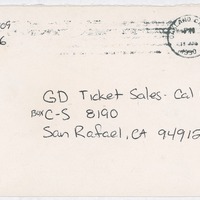 GD Ticket Sales - Cal
Box C-S 8190
San Rafael, CA 94912